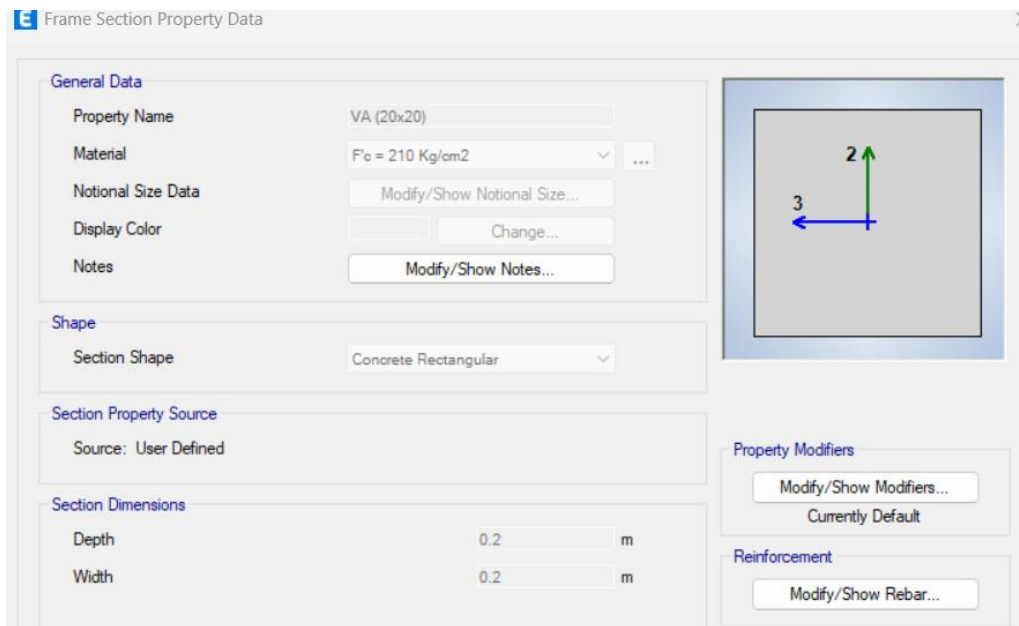 E Frame Section Property Data
General Data
Property Name VA (20x20)
Material F'c = 210 Kg/cm2 ...
Notional Size Data Modify/Show Notional Size...
Display Color Change...
Notes Modify/Show Notes...
2
3
Shape
Section Shape Concrete Rectangular
Section Property Source
Source: User Defined
Property Modifiers
Modify/Show Modifiers...
Currently Default
Section Dimensions
Depth 0.2 m
Width 0.2 m
Reinforcement
Modify/Show Rebar...